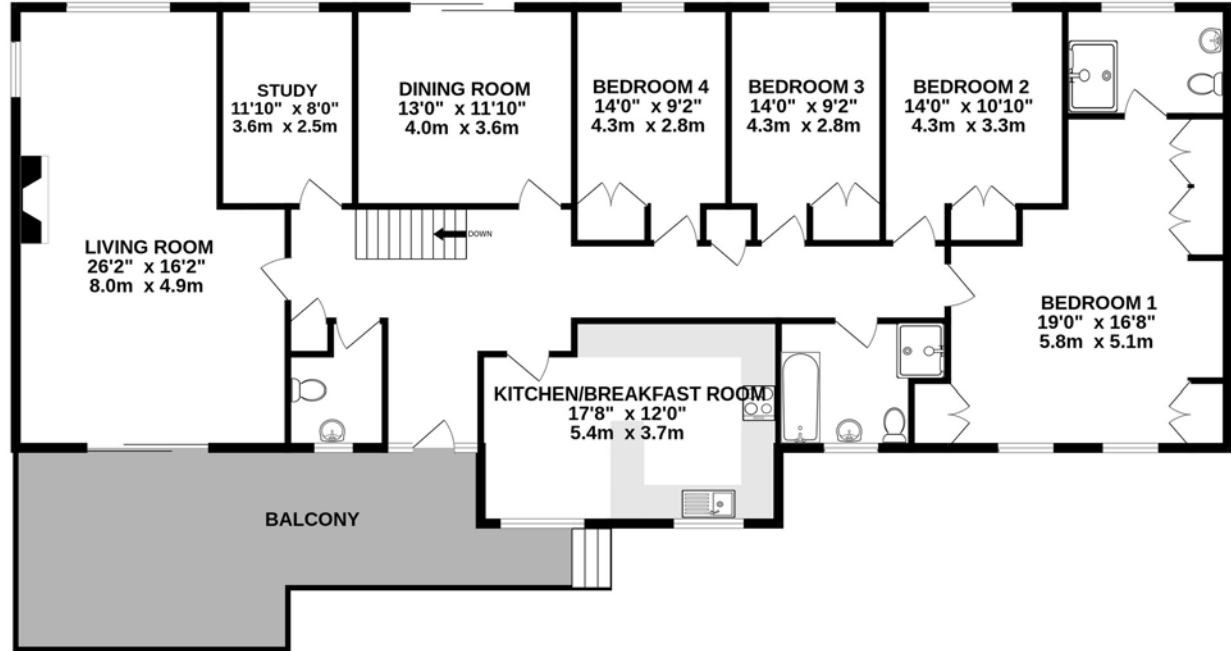 STUDY
11'10" x 8'0"
3.6m x 2.5m
DINING ROOM
13'0" x 11'10"
4.0m x 3.6m
BEDROOM 4
14'0" x 9'2"
4.3m x 2.8m
BEDROOM 3
14'0" x 9'2"
4.3m x 2.8m
BEDROOM 2
14'0" x 10'10"
4.3m x 3.3m
LIVING ROOM
26'2" x 16'2"
8.0m x 4.9m
DOWN
BEDROOM 1
19'0" x 16'8"
5.8m x 5.1m
KITCHEN/BREAKFAST ROOM
17'8" x 12'0"
5.4m x 3.7m
BALCONY